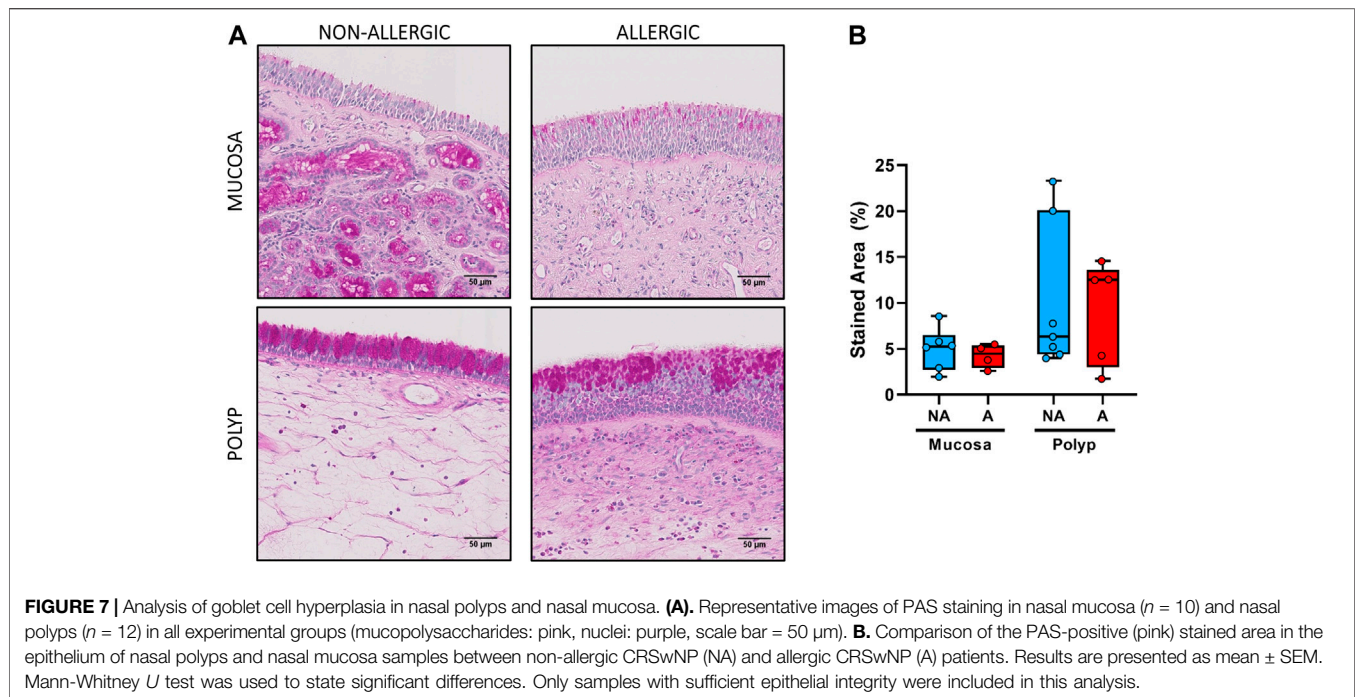 A
NON-ALLERGIC
ALLERGIC
MUCOSA
50 µm
50 µm
POLYP
50 µm
50 µm
B
Stained Area (%)
25
20
15
10
5
0
NA
A
NA
A
Mucosa
Polyp
FIGURE 7 | Analysis of goblet cell hyperplasia in nasal polyps and nasal mucosa. (A). Representative images of PAS staining in nasal mucosa (n = 10) and nasal
polyps (n = 12) in all experimental groups (mucopolysaccharides: pink, nuclei: purple, scale bar = 50 µm). B. Comparison of the PAS-positive (pink) stained area in the
epithelium of nasal polyps and nasal mucosa samples between non-allergic CRSwNP (NA) and allergic CRSwNP (A) patients. Results are presented as mean ± SEM.
Mann-Whitney U test was used to state significant differences. Only samples with sufficient epithelial integrity were included in this analysis.